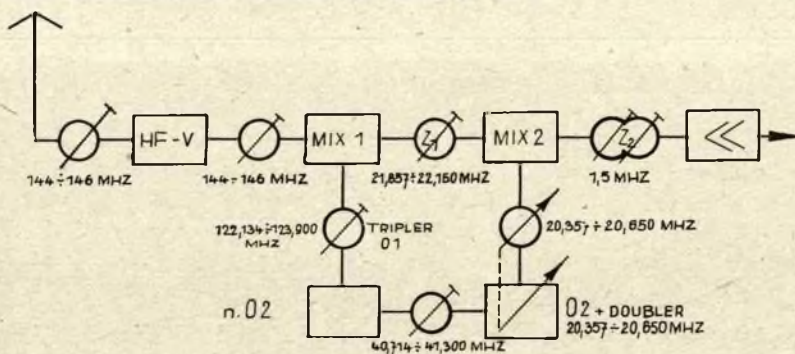 HF-V
MIX 1
Z1
MIX 2
Z2
144÷146 MHZ
144÷146 MHZ
21,857÷22,150 MHZ
1,5 MHZ
122,134÷123,900
MHZ
TRIPLER
01
20,357÷20,650 MHZ
n. 02
02 + DOUBLER
20,357÷20,650 MHZ
40,714÷41,300 MHZ